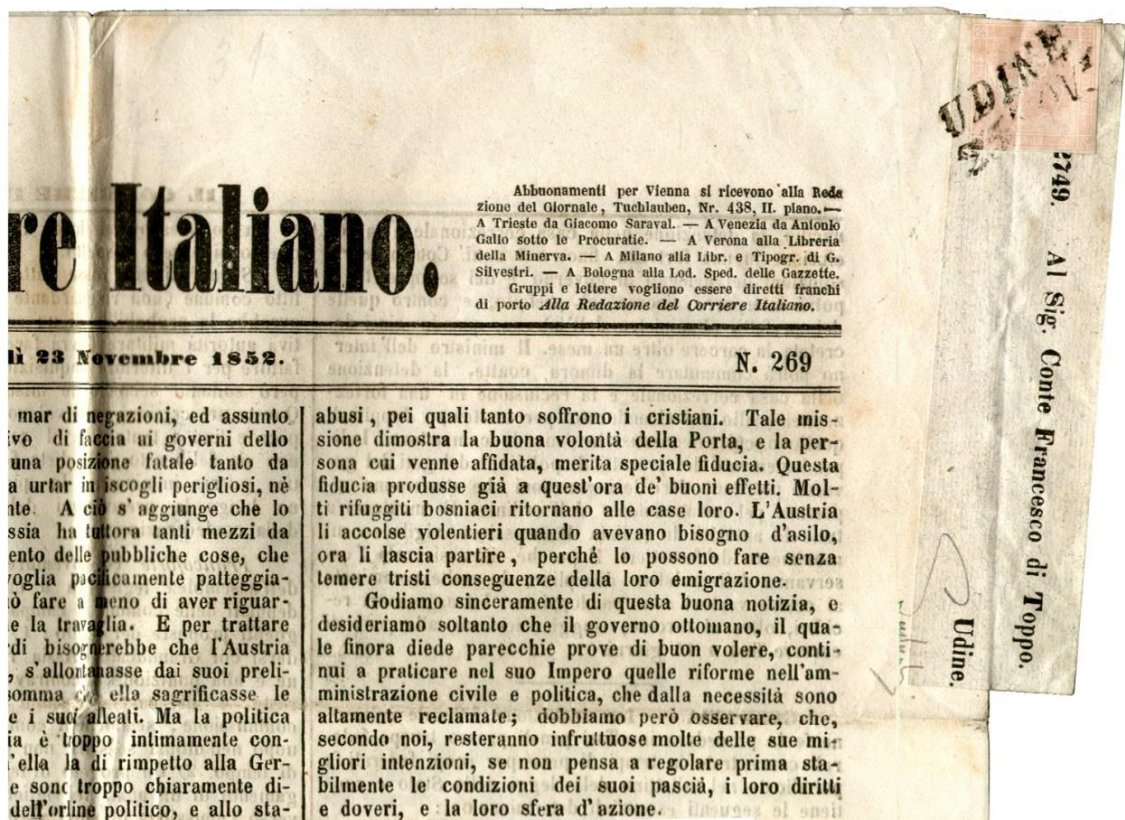 re Italiano.
Abbuonamenti per Vienna si ricevono alla Reda
zione del Giornale, Tuchlauben, Nr. 438, II. piano.—
A Trieste da Giacomo Saraval. — A Venezia da Antonio
Gallo sotto le Procuratie. — A Verona alla Libreria
della Minerva. — A Milano alla Libr. e Tipogr. di G.
Silvestri. — A Bologna alla Lod. Sped. delle Gazzette.
Gruppi e lettere vogliono essere diretti franchi
di porto Alla Redazione del Corriere Italiano.
lì 23 Novembre 1852.
N. 269
mar di negazioni, ed assunto
ivo di faccia ai governi dello
una posizione fatale tanto da
a urtar in iscogli perigliosi, nè
nte. A ciò s'aggiunge che lo
ssia ha tuttora tanti mezzi da
ento delle pubbliche cose, che
voglia pacificamente patteggia-
ò fare a meno di aver riguar-
e la travaglia. E per trattare
di bisognerebbe che l'Austria
, s'allontanasse dai suoi preli-
somma ella sagrificasse le
e i suoi alleati. Ma la politica
ia è troppo intimamente con-
'ella la di rimpetto alla Ger-
e sono troppo chiaramente di-
dell'orline politico, e allo sta-
abusi, pei quali tanto soffrono i cristiani. Tale mis-
sione dimostra la buona volontà della Porta, e la per-
sona cui venne affidata, merita speciale fiducia. Questa
fiducia produsse già a quest'ora de' buoni effetti. Mol-
ti rifuggiti bosniaci ritornano alle case loro. L'Austria
li accolse volentieri quando avevano bisogno d'asilo,
ora li lascia partire, perché lo possono fare senza
temere tristi conseguenze della loro emigrazione.
Godiamo sinceramente di questa buona notizia, e
desideriamo soltanto che il governo ottomano, il qua-
le finora diede parecchie prove di buon volere, conti-
nui a praticare nel suo Impero quelle riforme nell'am-
ministrazione civile e politica, che dalla necessità sono
altamente reclamate; dobbiamo però osservare, che,
secondo noi, resteranno infruttuose molte delle sue mi-
gliori intenzioni, se non pensa a regolare prima sta-
bilmente le condizioni dei suoi pascià, i loro diritti
e doveri, e la loro sfera d'azione.
UDINE
2749. Al Sig. Conte Francesco di Toppo.
Udine.